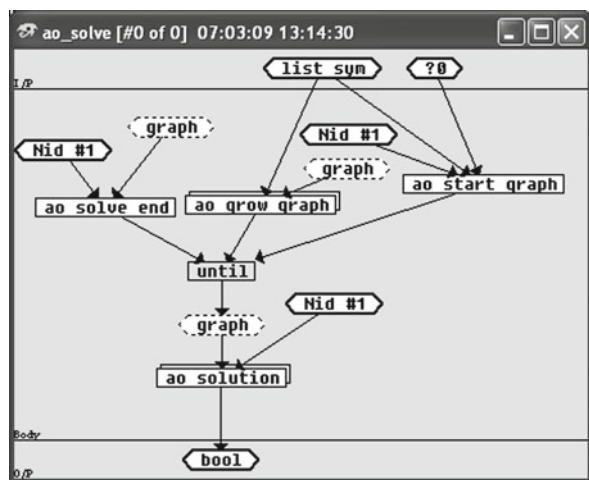 ao_solve [#0 of 0] 07:03:09 13:14:30
list sym
?0
I/P
graph
Nid #1
Nid #1
graph
ao solve end
ao grow graph
ao start graph
until
Nid #1
graph
ao solution
Body
bool
O/P